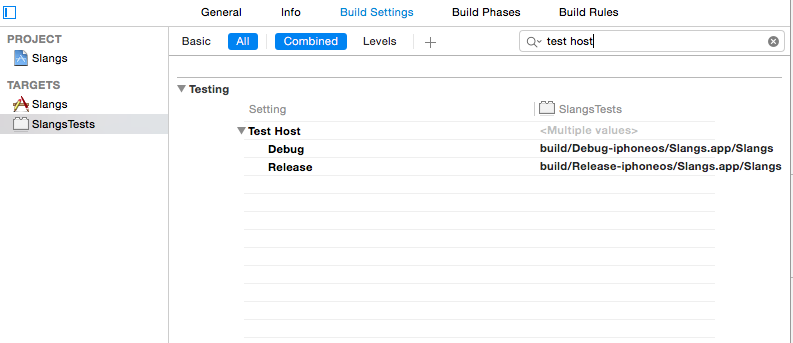 General Info Build Settings Build Phases Build Rules
PROJECT
Slangs
TARGETS
Slangs
SlangsTests
Basic All Combined Levels + test host
Testing
Setting SlangsTests
Test Host <Multiple values>
Debug build/Debug-iphoneos/Slangs.app/Slangs
Release build/Release-iphoneos/Slangs.app/Slangs